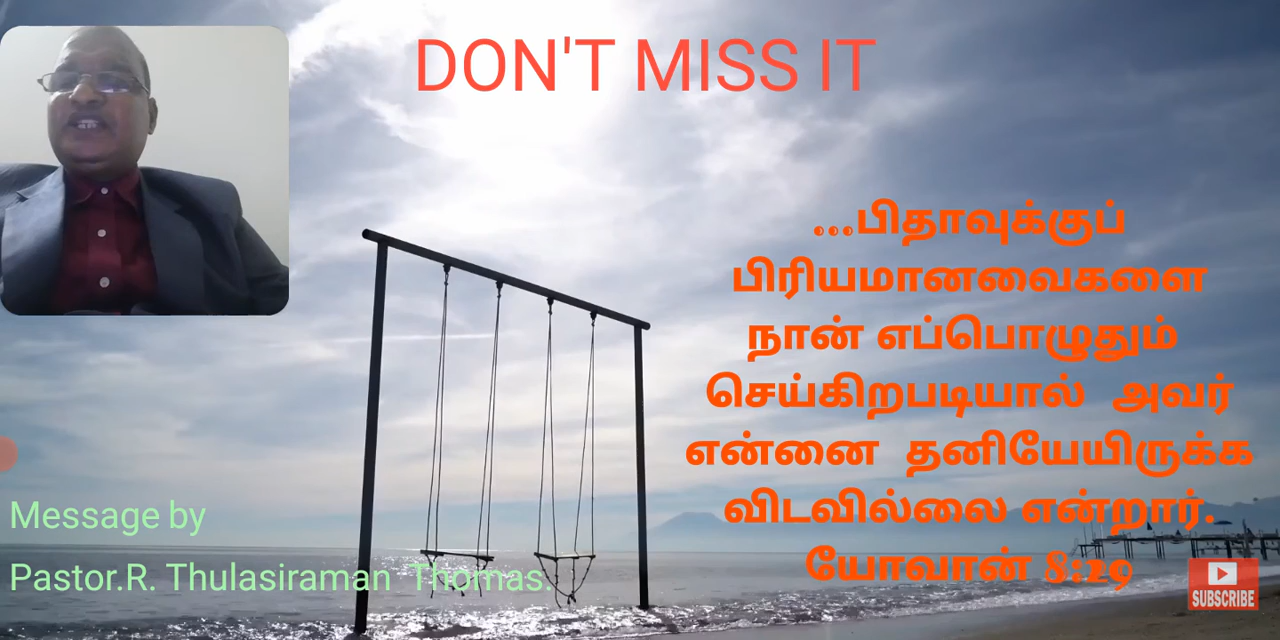 DON'T MISS IT
...பிதாவுக்குப்
பிரியமானவைகளை
நான் எப்பொழுதும்
செய்கிறபடியால் அவர்
என்னை தனியேயிருக்க
விடவில்லை என்றார்.
யோவான் 8:29
Message by
Pastor.R. Thulasiraman Thomas.
SUBSCRIBE